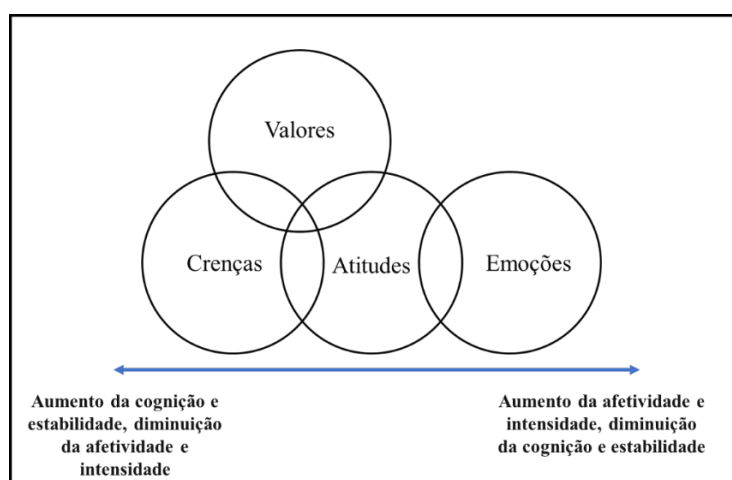 Valores
Crenças
Atitudes
Emoções
Aumento da cognição e
estabilidade, diminuição
da afetividade e
intensidade
Aumento da afetividade e
intensidade, diminuição
da cognição e estabilidade